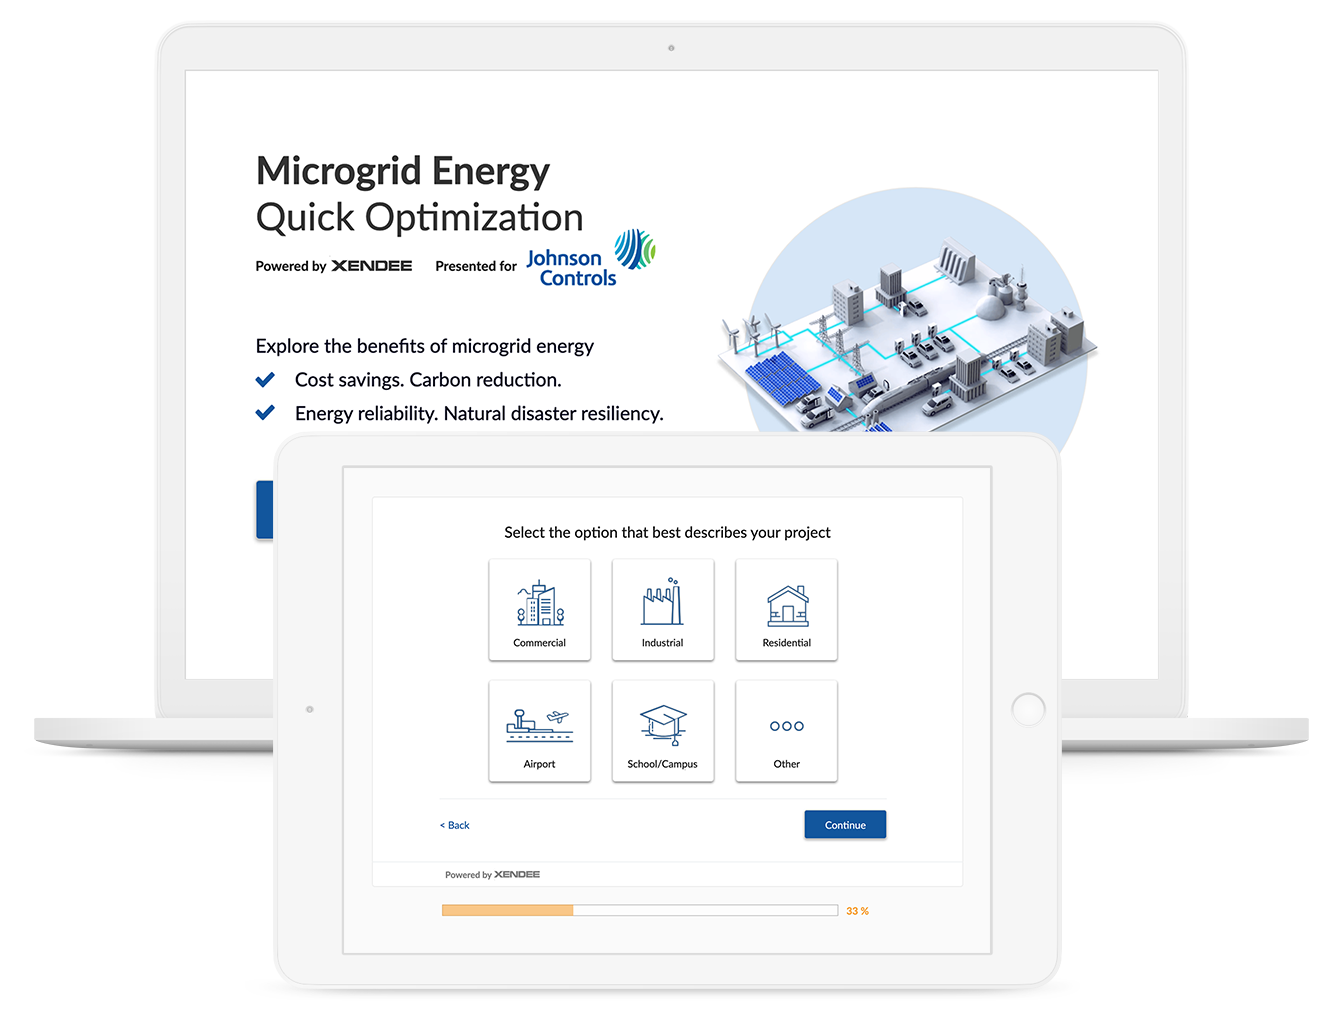 Microgrid Energy
Quick Optimization
Powered by XENDEE Presented for Johnson Controls
Explore the benefits of microgrid energy
Cost savings. Carbon reduction.
Energy reliability. Natural disaster resiliency.
Select the option that best describes your project
Commercial Industrial Residential
Airport School/Campus Other
< Back Continue
Powered by XENDEE
33 %